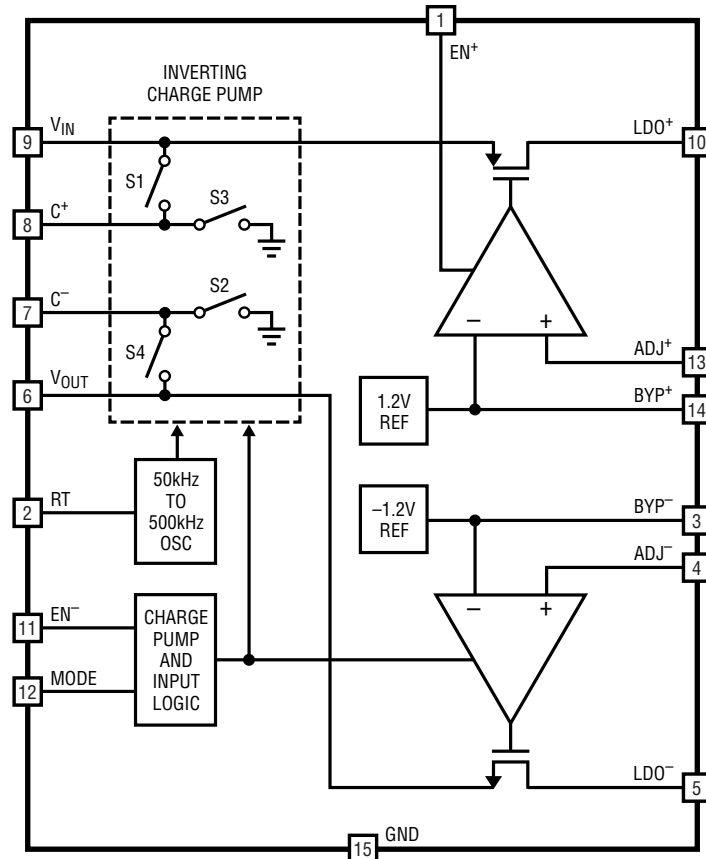 1
EN+
INVERTING
CHARGE PUMP
9
VIN
LDO+
10
S1
S3
8
C+
7
C–
S2
S4
6
VOUT
–
+
ADJ+
13
1.2V
REF
BYP+
14
50kHz
TO
500kHz
OSC
2
RT
–1.2V
REF
BYP–
3
ADJ–
4
–
+
11
EN–
12
MODE
CHARGE
PUMP
AND
INPUT
LOGIC
LDO–
5
15
GND